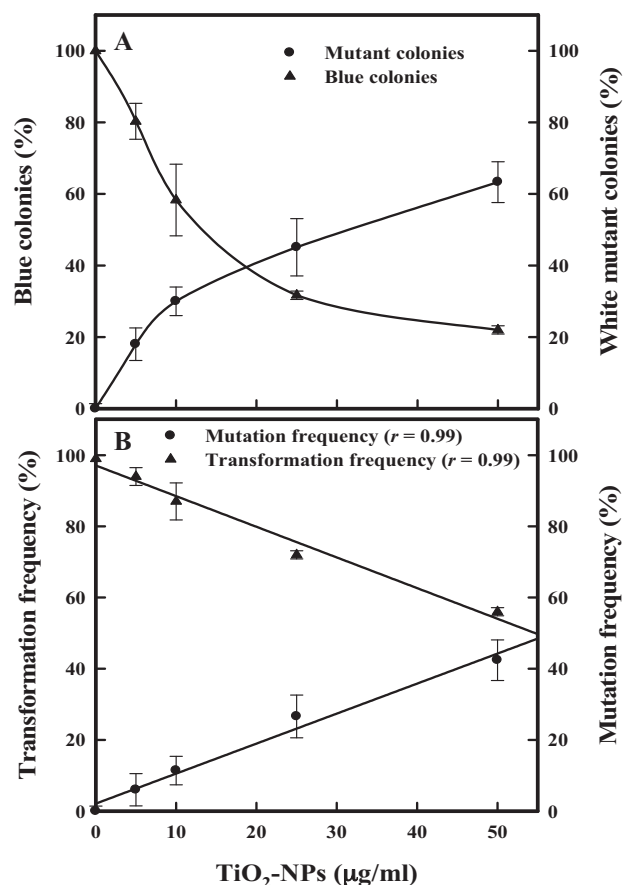 A
Mutant colonies
Blue colonies
Blue colonies (%)
White mutant colonies (%)
100
80
60
40
20
0
100
80
60
40
20
0
B
Mutation frequency (r = 0.99)
Transformation frequency (r = 0.99)
Transformation frequency (%)
Mutation frequency (%)
100
80
60
40
20
0
100
80
60
40
20
0
0 10 20 30 40 50
TiO₂-NPs (μg/ml)